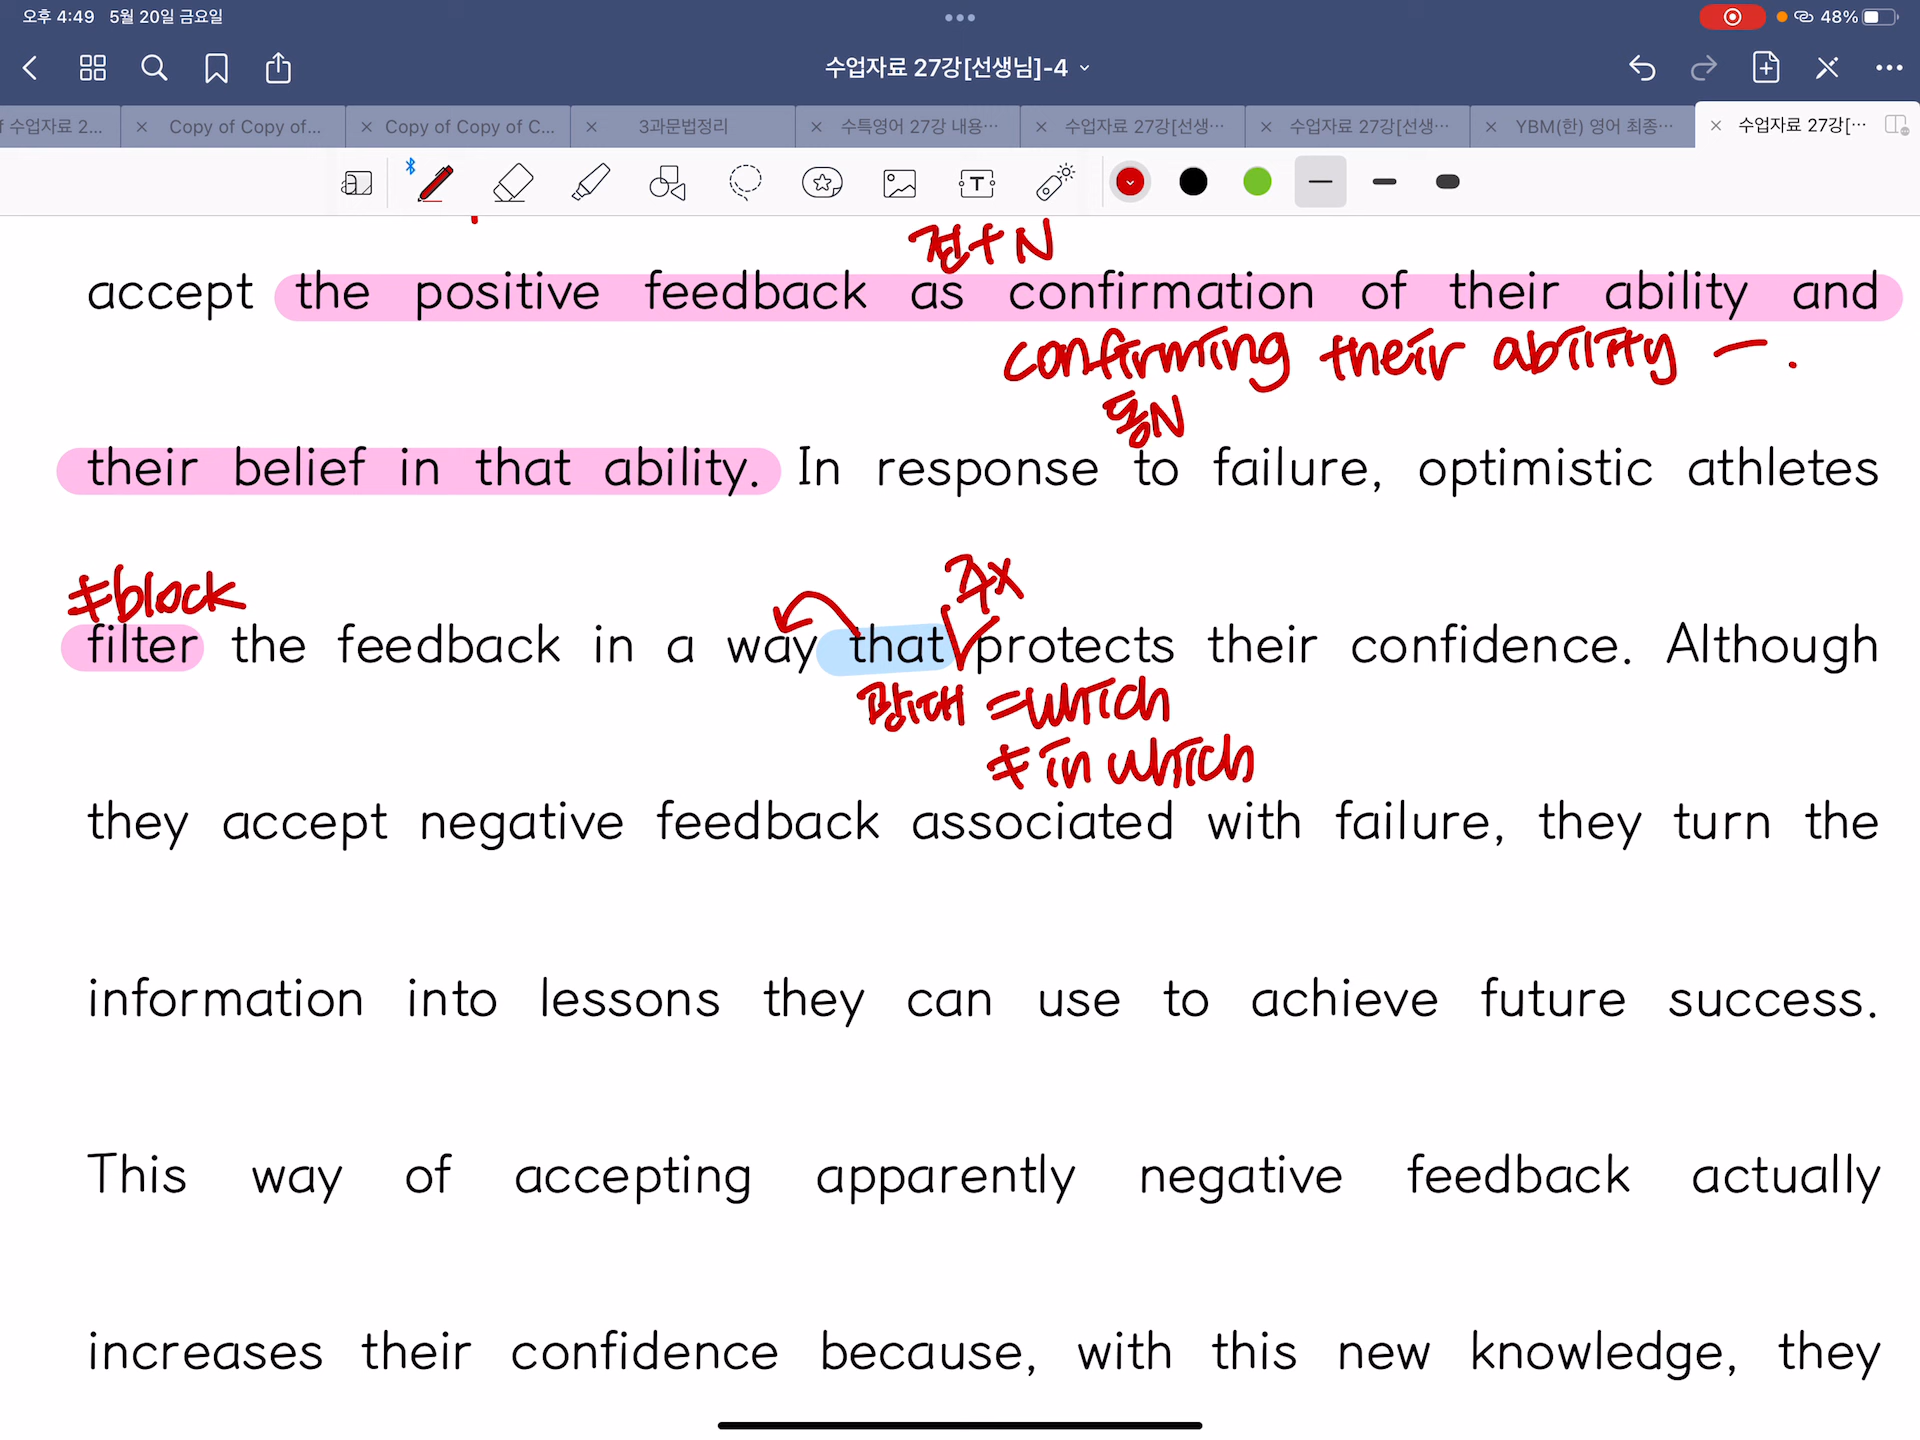 오후 4:49 5월 20일 금요일
48%
수업자료 27강[선생님]-4
f 수업자료 2...
Copy of Copy of...
Copy of Copy of C...
3과문법정리
수특영어 27강 내용…
수업자료 27강[선생…
수업자료 27강[선생…
YBM(한) 영어 최종…
수업자료 27강[…
전+N
accept the positive feedback as confirmation of their ability and
confirming their ability ㅡ.
동N
their belief in that ability. In response to failure, optimistic athletes
≠block
주X
filter the feedback in a way that protects their confidence. Although
=which
≠in which
they accept negative feedback associated with failure, they turn the
information into lessons they can use to achieve future success.
This way of accepting apparently negative feedback actually
increases their confidence because, with this new knowledge, they